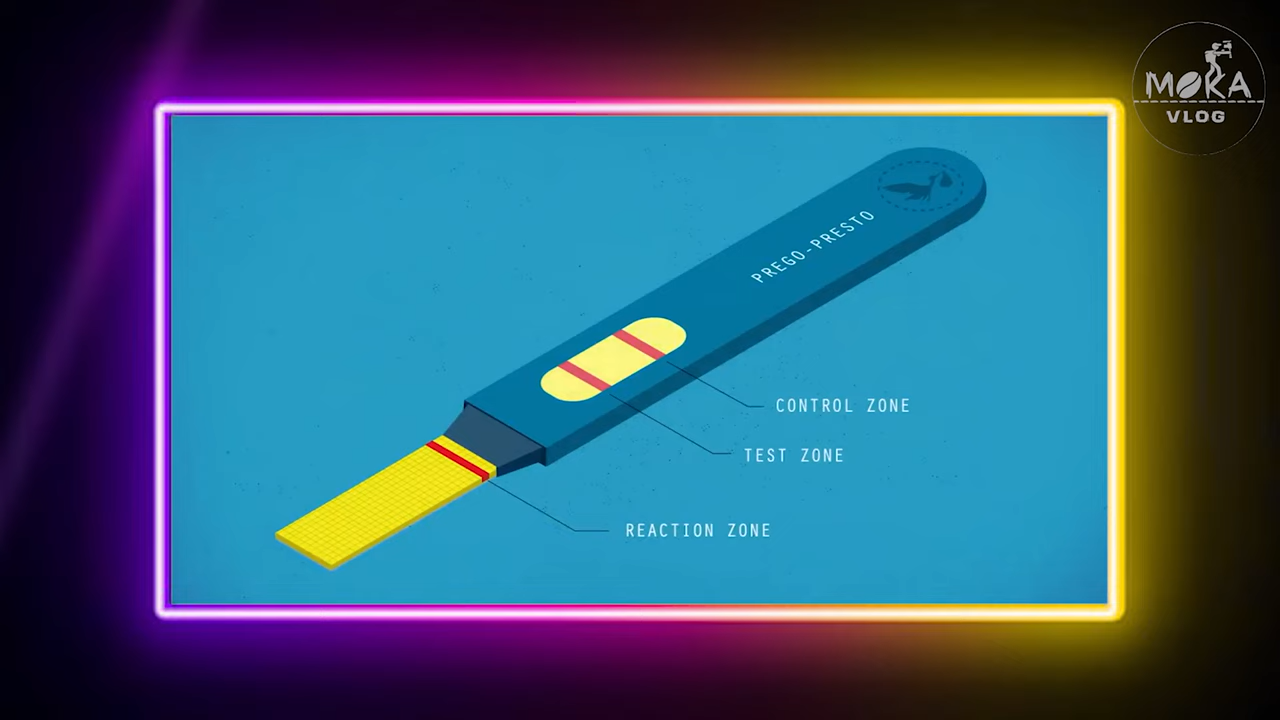 MOKA
VLOG
PREGO-PRESTO
CONTROL ZONE
TEST ZONE
REACTION ZONE